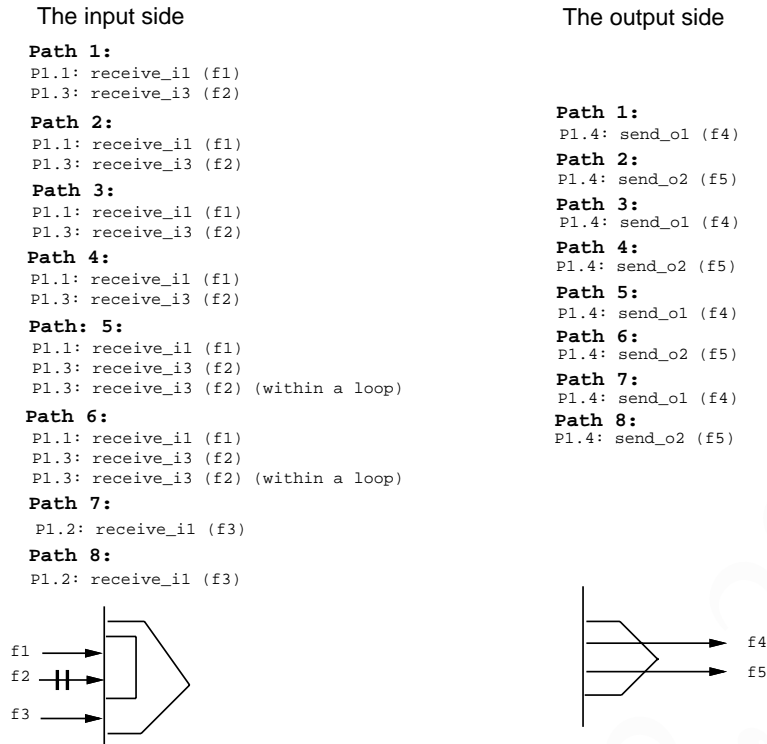 The input side
Path 1:
P1.1: receive_i1 (f1)
P1.3: receive_i3 (f2)
Path 2:
P1.1: receive_i1 (f1)
P1.3: receive_i3 (f2)
Path 3:
P1.1: receive_i1 (f1)
P1.3: receive_i3 (f2)
Path 4:
P1.1: receive_i1 (f1)
P1.3: receive_i3 (f2)
Path: 5:
P1.1: receive_i1 (f1)
P1.3: receive_i3 (f2)
P1.3: receive_i3 (f2) (within a loop)
Path 6:
P1.1: receive_i1 (f1)
P1.3: receive_i3 (f2)
P1.3: receive_i3 (f2) (within a loop)
Path 7:
P1.2: receive_i1 (f3)
Path 8:
P1.2: receive_i1 (f3)
f1
f2
f3
The output side
Path 1:
P1.4: send_o1 (f4)
Path 2:
P1.4: send_o2 (f5)
Path 3:
P1.4: send_o1 (f4)
Path 4:
P1.4: send_o2 (f5)
Path 5:
P1.4: send_o1 (f4)
Path 6:
P1.4: send_o2 (f5)
Path 7:
P1.4: send_o1 (f4)
Path 8:
P1.4: send_o2 (f5)
f4
f5